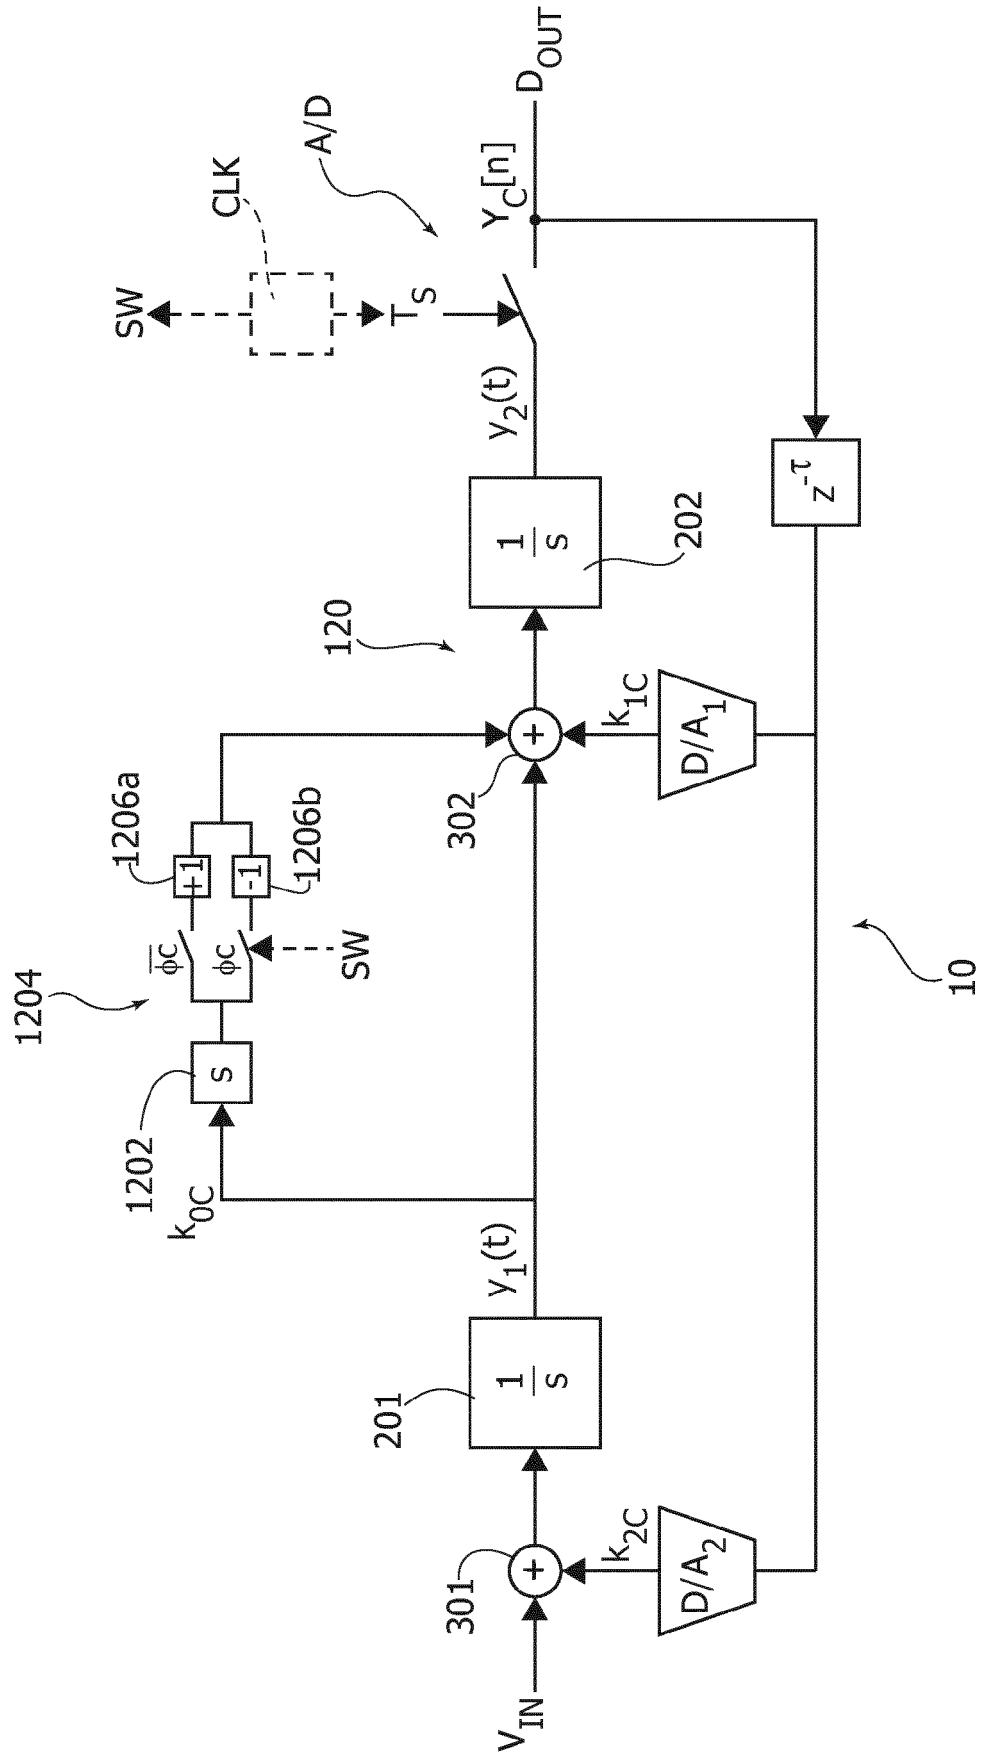 V_IN
301
+
k_2C
D/A_2
201
1/s
y_1(t)
k_0C
1202
s
1204
φ̅C̅
φC
SW
+1
1206a
-1
1206b
302
+
k_1C
D/A_1
120
1/s
202
y_2(t)
SW
CLK
T_S
A/D
Y_C[n]
D_OUT
z^-τ
10